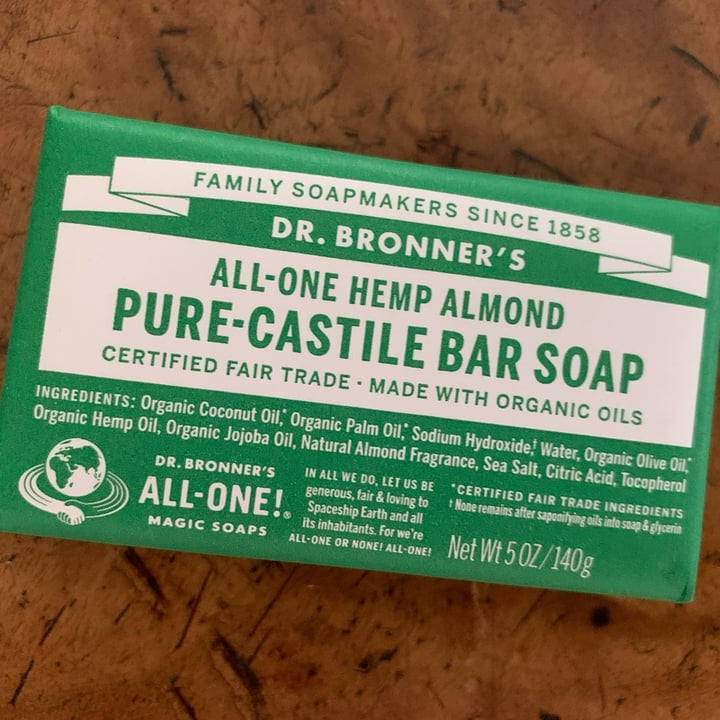 FAMILY SOAPMAKERS SINCE 1858
DR. BRONNER'S
ALL-ONE HEMP ALMOND
PURE-CASTILE BAR SOAP
CERTIFIED FAIR TRADE · MADE WITH ORGANIC OILS
INGREDIENTS: Organic Coconut Oil,* Organic Palm Oil,* Sodium Hydroxide,† Water, Organic Olive Oil,*
Organic Hemp Oil, Organic Jojoba Oil, Natural Almond Fragrance, Sea Salt, Citric Acid, Tocopherol
DR. BRONNER'S
ALL-ONE!®
MAGIC SOAPS
IN ALL WE DO, LET US BE
generous, fair & loving to
Spaceship Earth and all
its inhabitants. For we're
ALL-ONE OR NONE! ALL-ONE!
*CERTIFIED FAIR TRADE INGREDIENTS
† None remains after saponifying oils into soap & glycerin
Net Wt 5 OZ/140g